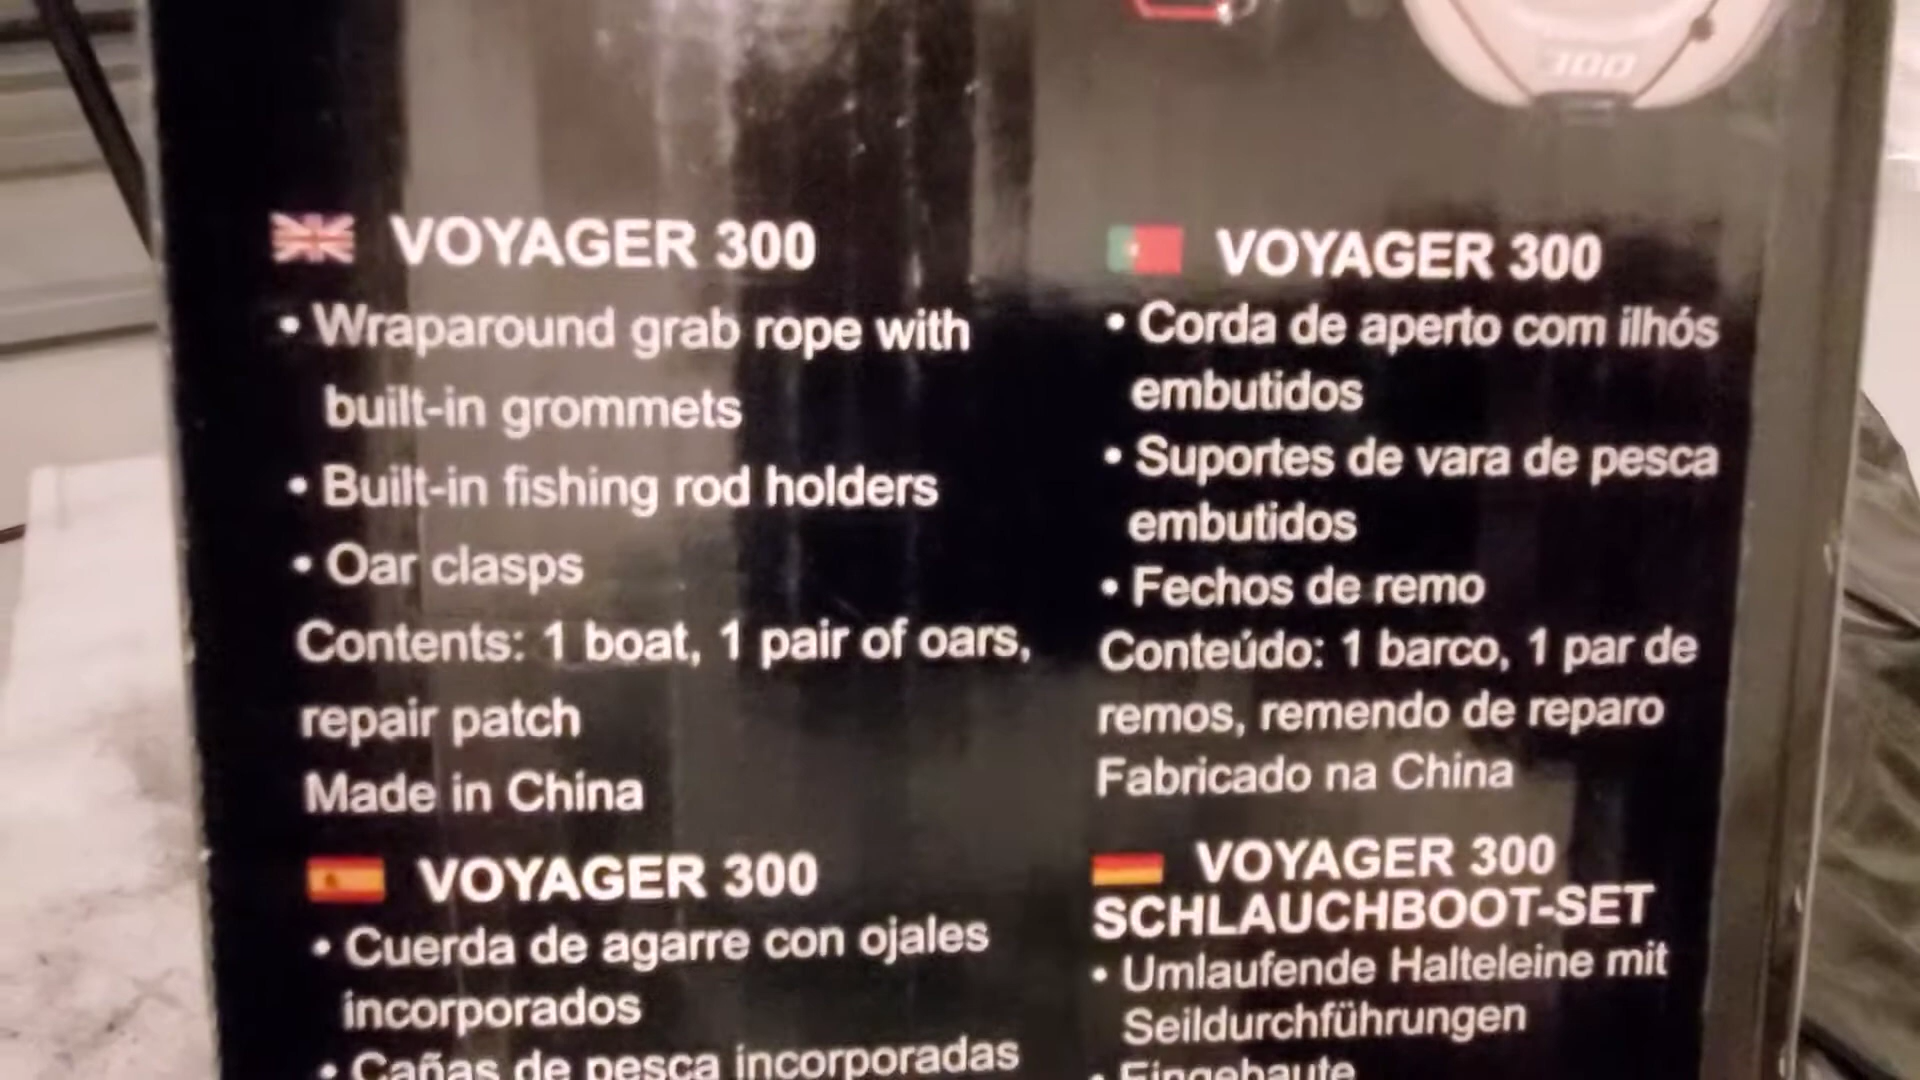 300
VOYAGER 300
• Wraparound grab rope with
built-in grommets
• Built-in fishing rod holders
• Oar clasps
Contents: 1 boat, 1 pair of oars,
repair patch
Made in China
VOYAGER 300
• Corda de aperto com ilhós
embutidos
• Suportes de vara de pesca
embutidos
• Fechos de remo
Conteúdo: 1 barco, 1 par de
remos, remendo de reparo
Fabricado na China
VOYAGER 300
• Cuerda de agarre con ojales
incorporados
• Cañas de pesca incorporadas
VOYAGER 300
SCHLAUCHBOOT-SET
• Umlaufende Halteleine mit
Seildurchführungen
• Eingebaute